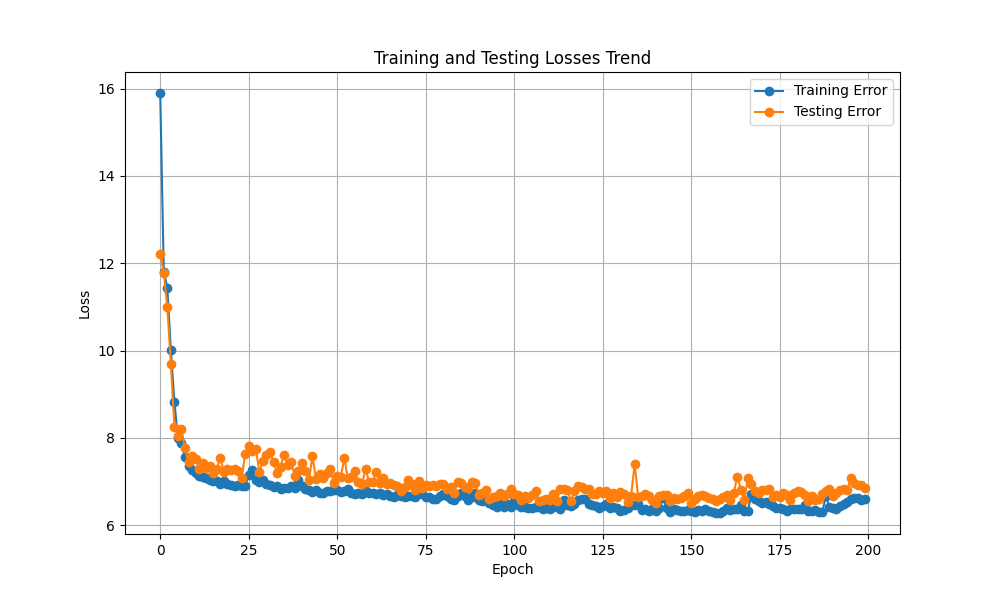 Training and Testing Losses Trend
Training Error
Testing Error
16
14
12
10
8
6
Loss
0 25 50 75 100 125 150 175 200
Epoch